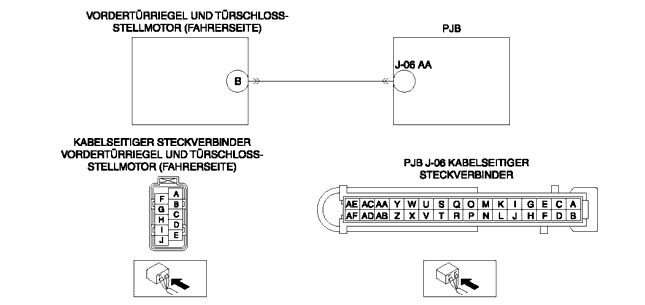 VORDERTÜRRIEGEL UND TÜRSCHLOSS-
STELLMOTOR (FAHRERSEITE)
PJB
B
J-06 AA
KABELSEITIGER STECKVERBINDER
VORDERTÜRRIEGEL UND TÜRSCHLOSS-
STELLMOTOR (FAHRERSEITE)
A
F
B
G
C
H
D
I
E
J
PJB J-06 KABELSEITIGER
STECKVERBINDER
AE AC AA Y W U S Q O M K I G E C A
AF AD AB Z X V T R P N L J H F D B